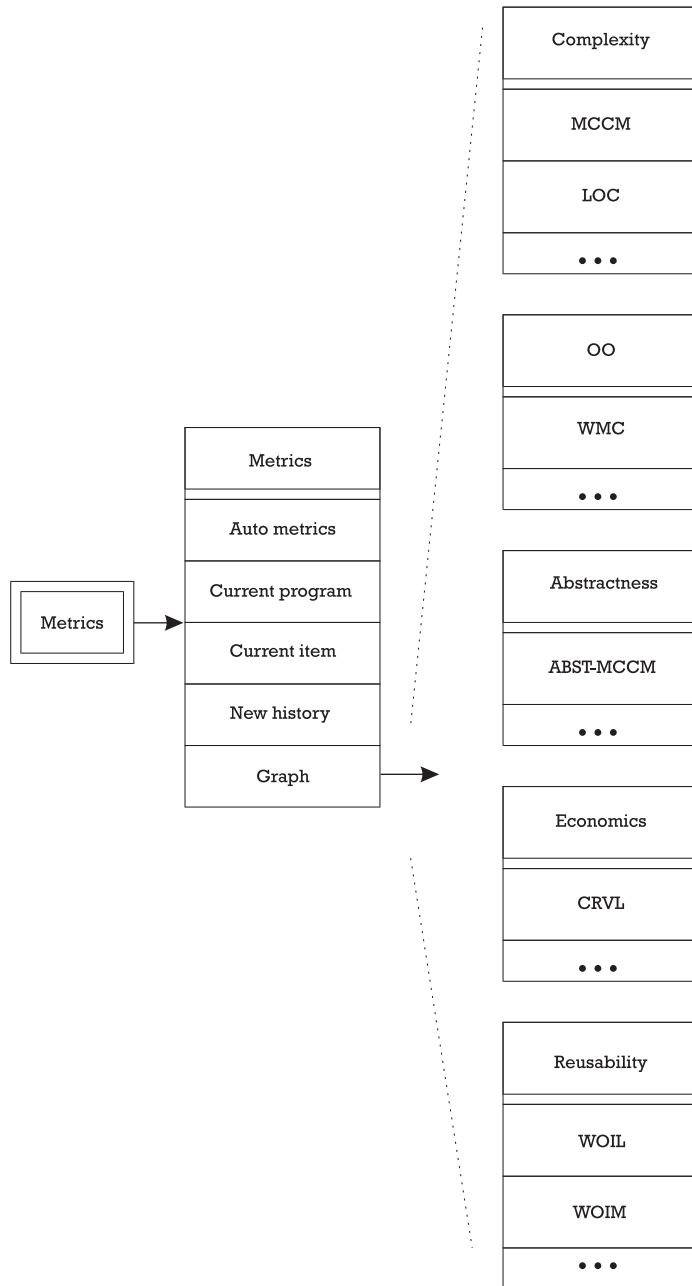 Metrics
Metrics
Auto metrics
Current program
Current item
New history
Graph
Complexity
MCCM
LOC
•••
OO
WMC
•••
Abstractness
ABST-MCCM
•••
Economics
CRVL
•••
Reusability
WOIL
WOIM
•••